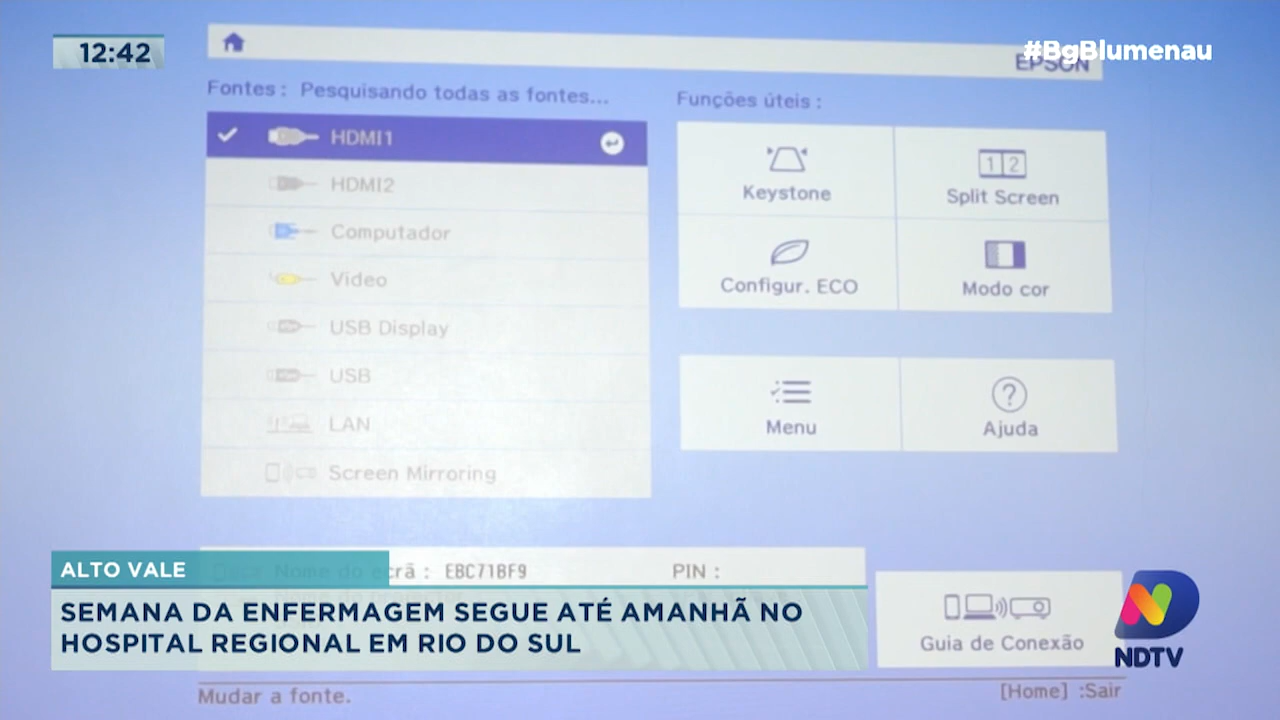 12:42
#BgBlumenau
EPSON
Fontes : Pesquisando todas as fontes...
Funções úteis :
HDMI1
HDMI2
Computador
Video
USB Display
USB
LAN
Screen Mirroring
Keystone
1 2
Split Screen
Configur. ECO
Modo cor
Menu
?
Ajuda
ALTO VALE
Nome do ecrã : EBC71BF9
PIN :
SEMANA DA ENFERMAGEM SEGUE ATÉ AMANHÃ NO
HOSPITAL REGIONAL EM RIO DO SUL
Guia de Conexão
NDTV
Mudar a fonte.
[Home] :Sair